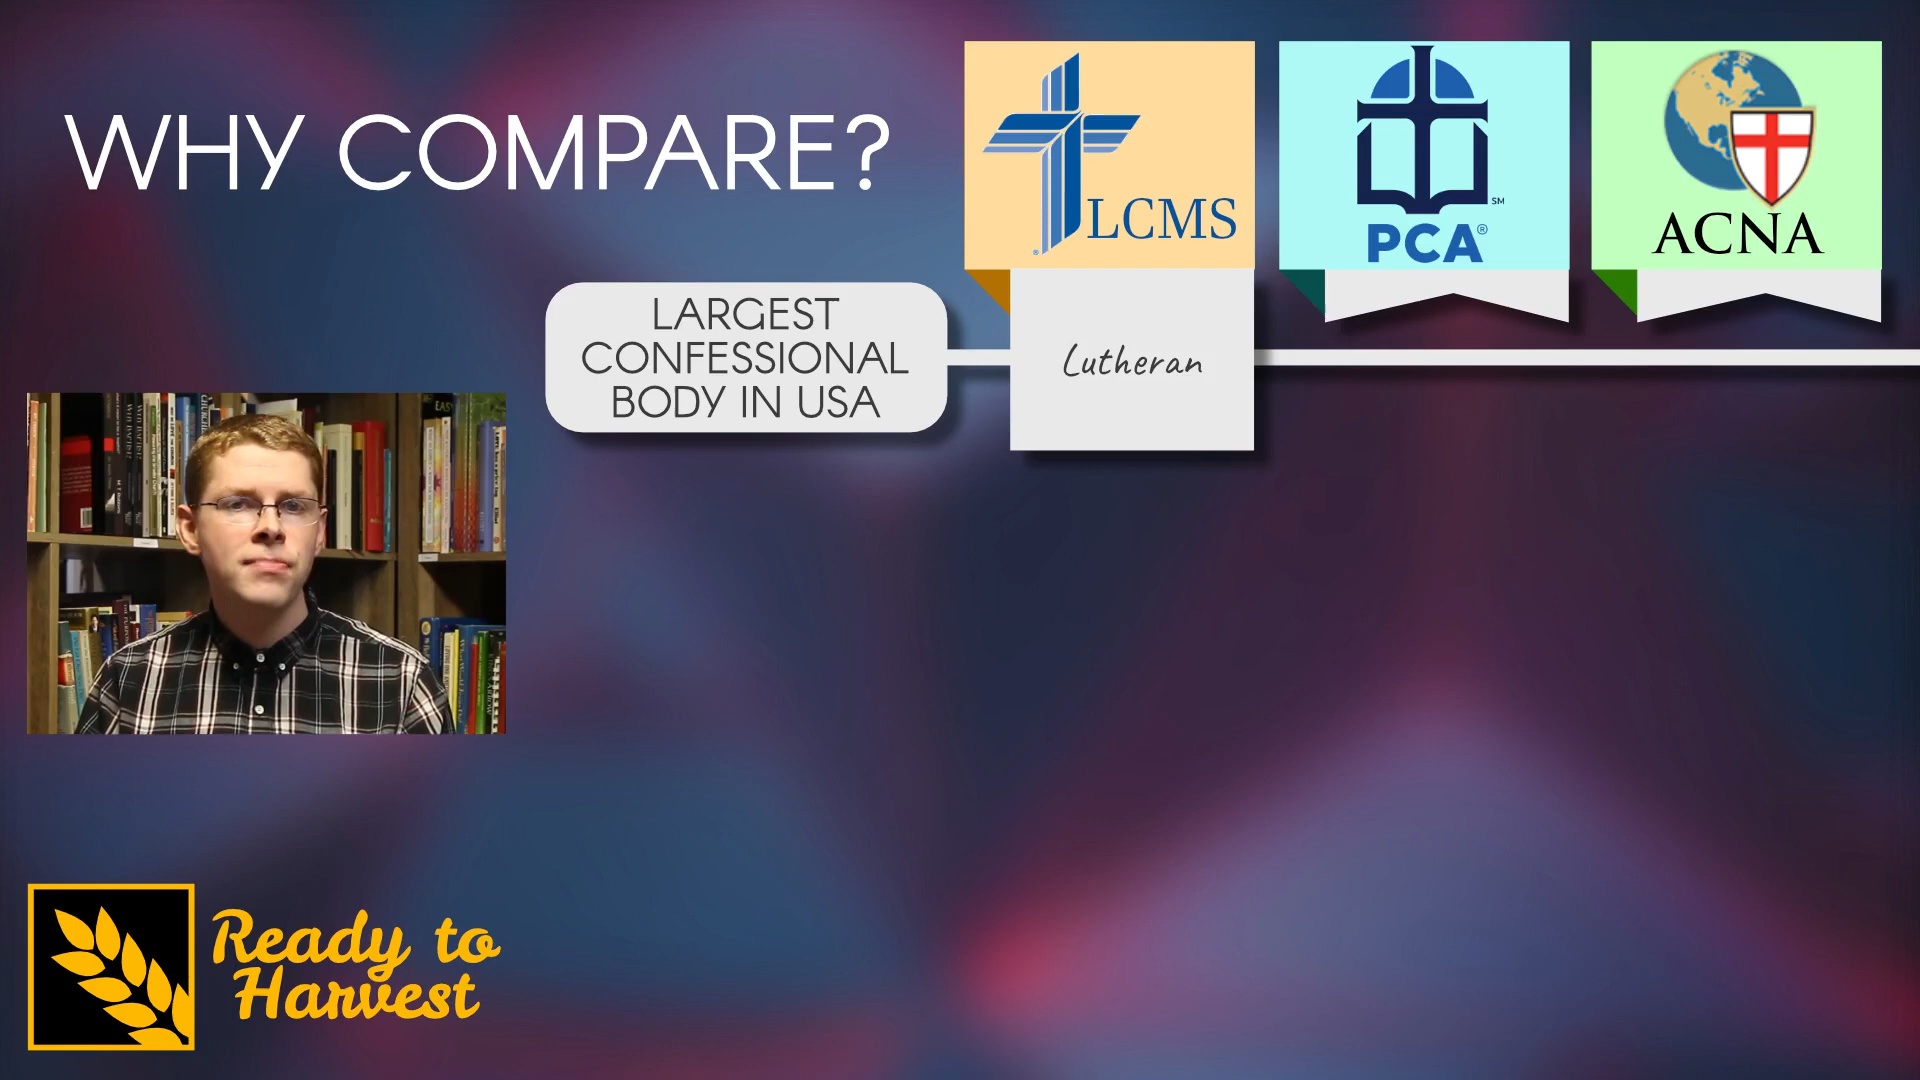 WHY COMPARE?
LCMS
PCA
ACNA
LARGEST
CONFESSIONAL
BODY IN USA
Lutheran
Ready to
Harvest